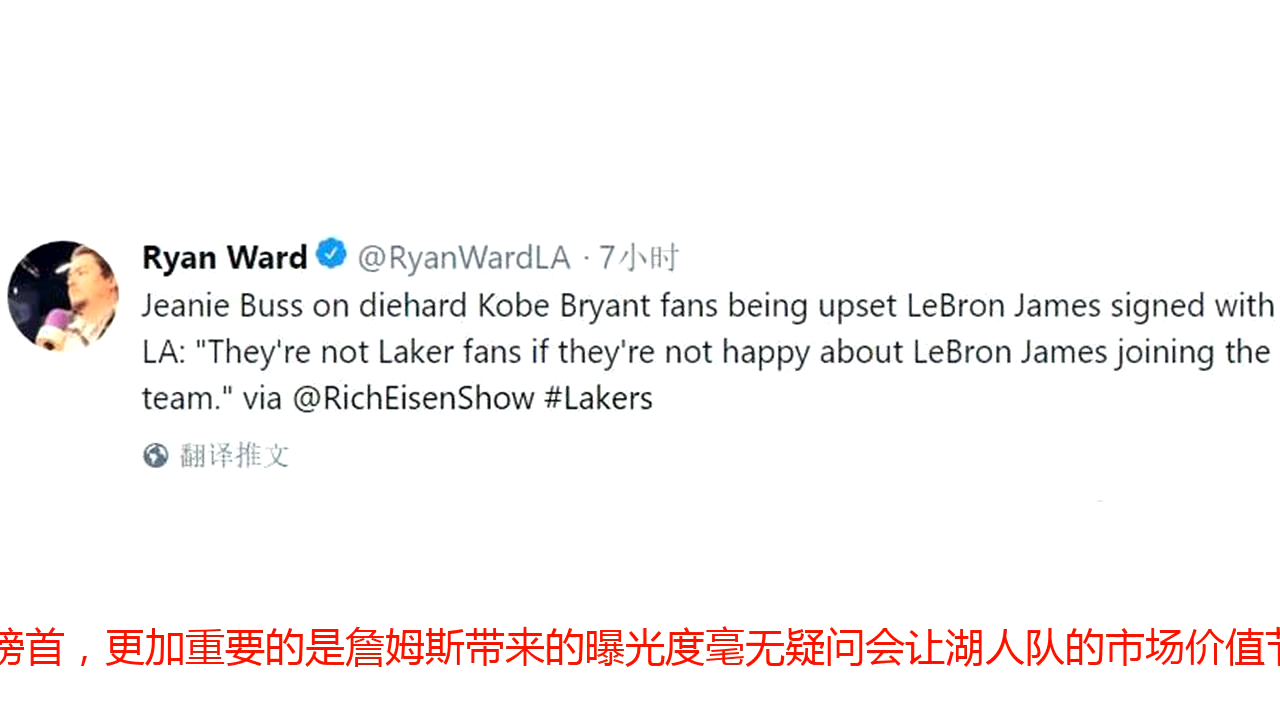 Ryan Ward @RyanWardLA · 7小时
Jeanie Buss on diehard Kobe Bryant fans being upset LeBron James signed with
LA: "They're not Laker fans if they're not happy about LeBron James joining the
team." via @RichEisenShow #Lakers
翻译推文
榜首，更加重要的是詹姆斯带来的曝光度毫无疑问会让湖人队的市场价值节